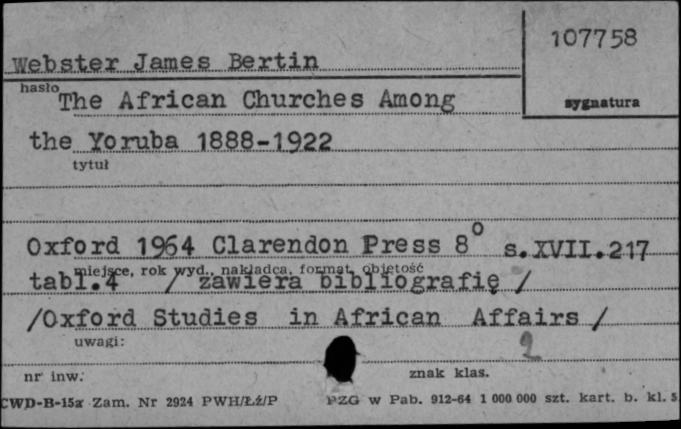 107758
Webster James Bertin
hasło
The African Churches Among
sygnatura
the Yoruba 1888-1922
tytuł
Oxford 1964 Clarendon Press 8° s.XVII.217
miejsce, rok wyd., nakładca, format, objętość
tabl.4 / zawiera bibliografię /
/Oxford Studies in African Affairs /
uwagi:
2
nr inw.: znak klas.
CWD-B-15a Zam. Nr 2924 PWH/Łź/P PZG w Pab. 912-64 1 000 000 szt. kart. b. kl. 5